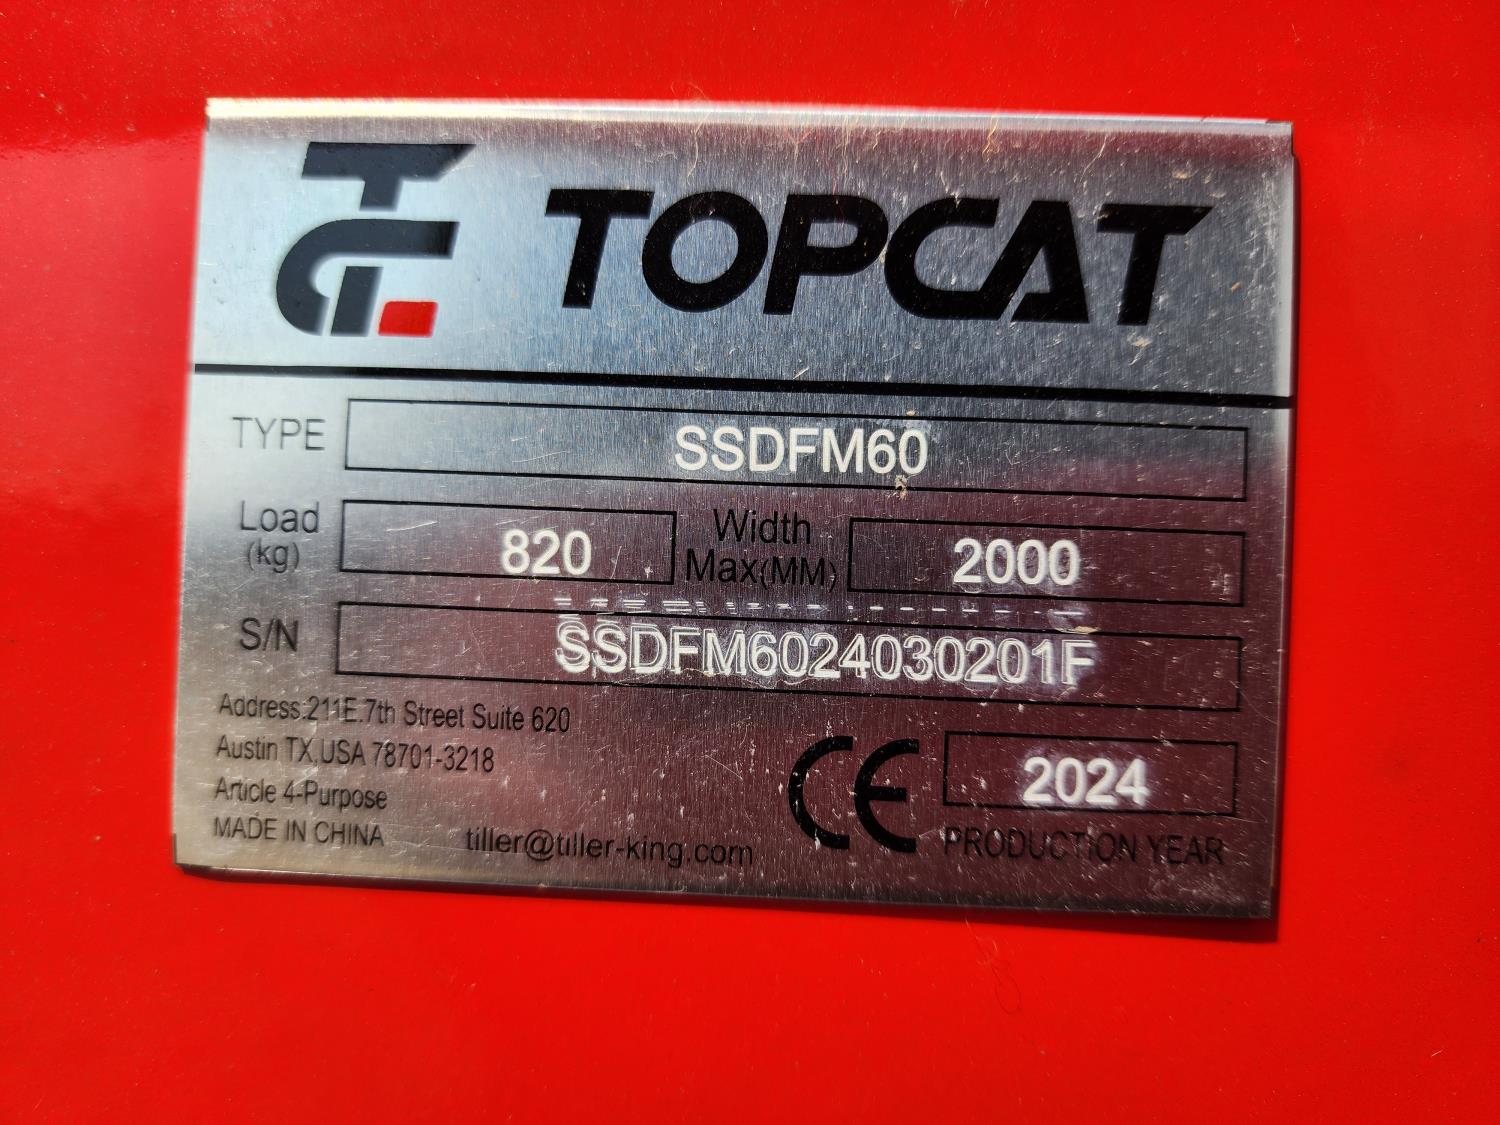 TOPCAT
TYPE SSDFM60
Load (kg) 820 Width Max(MM) 2000
S/N SSDFM6024030201F
Address.211E.7th Street Suite 620
Austin TX,USA 78701-3218
Article 4-Purpose
MADE IN CHINA
tiller@tiller-king.com
CE
2024
PRODUCTION YEAR